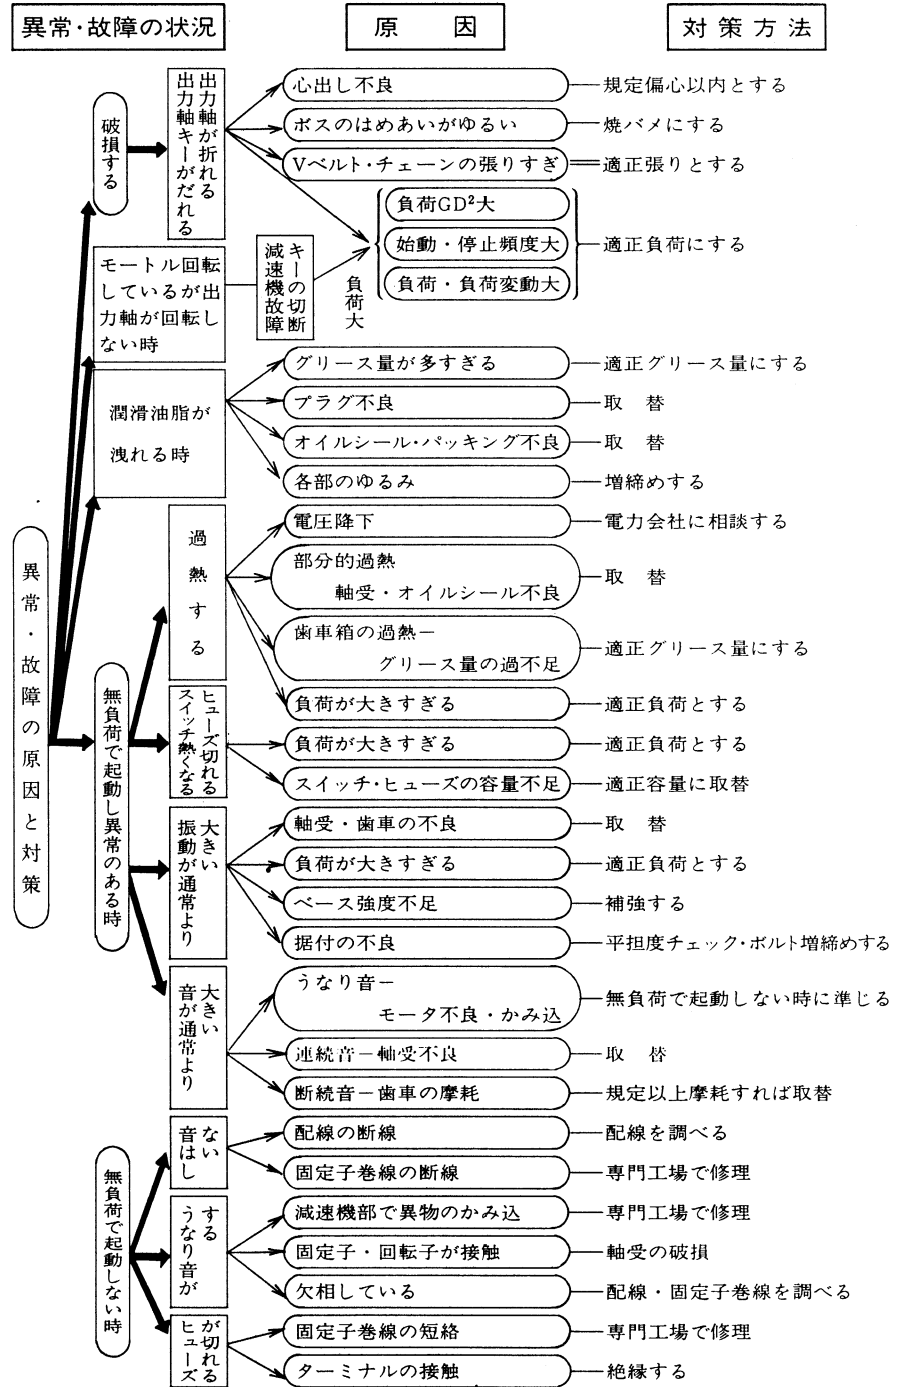 異常・故障の状況
原因
対策方法
異常・故障の原因と対策
破損する
出力軸が折れる
出力軸キーがだれる
心出し不良
規定偏心以内とする
ボスのはめあいがゆるい
焼バメにする
Vベルト・チェーンの張りすぎ
適正張りとする
負荷大
負荷GD²大
始動・停止頻度大
負荷・負荷変動大
適正負荷にする
モートル回転
しているが出
力軸が回転し
ない時
キーの切断
減速機故障
潤滑油脂が
洩れる時
グリース量が多すぎる
適正グリース量にする
プラグ不良
取替
オイルシール・パッキング不良
取替
各部のゆるみ
増締めする
無負荷で起動し異常のある時
過熱する
電圧降下
電力会社に相談する
部分的過熱
軸受・オイルシール不良
取替
歯車箱の過熱−
グリース量の過不足
適正グリース量にする
負荷が大きすぎる
適正負荷とする
ヒューズ切れる
スイッチ熱くなる
負荷が大きすぎる
適正負荷とする
スイッチ・ヒューズの容量不足
適正容量に取替
振動が通常より
大きい
軸受・歯車の不良
取替
負荷が大きすぎる
適正負荷とする
ベース強度不足
補強する
据付の不良
平担度チェック・ボルト増締めする
音が通常より
大きい
うなり音−
モータ不良・かみ込
無負荷で起動しない時に準じる
連続音−軸受不良
取替
断続音−歯車の摩耗
規定以上摩耗すれば取替
無負荷で起動しない時
音はし
ない
配線の断線
配線を調べる
固定子巻線の断線
専門工場で修理
うなり音が
する
減速機部で異物のかみ込
専門工場で修理
固定子・回転子が接触
軸受の破損
欠相している
配線・固定子巻線を調べる
ヒューズ
が切れる
固定子巻線の短絡
専門工場で修理
ターミナルの接触
絶縁する